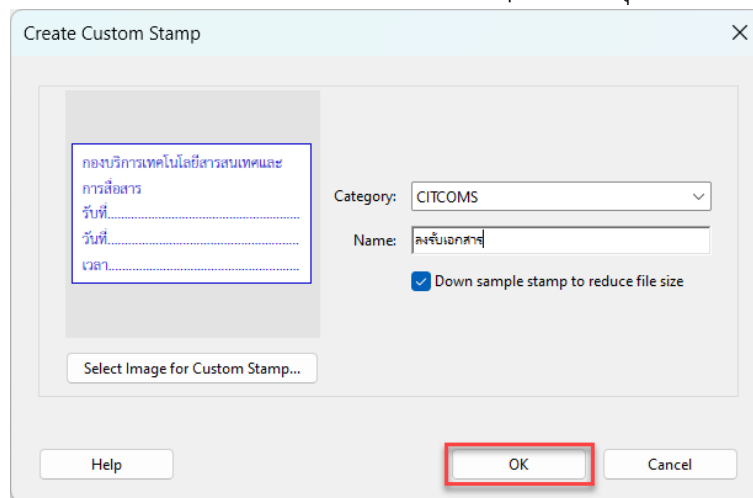 Create Custom Stamp
กองบริการเทคโนโลยีสารสนเทศและ
การสื่อสาร
รับที่............................................................
วันที่............................................................
เวลา............................................................
Category:
CITCOMS
Name:
ลงรับเอกสาร
Down sample stamp to reduce file size
Select Image for Custom Stamp...
Help
OK
Cancel